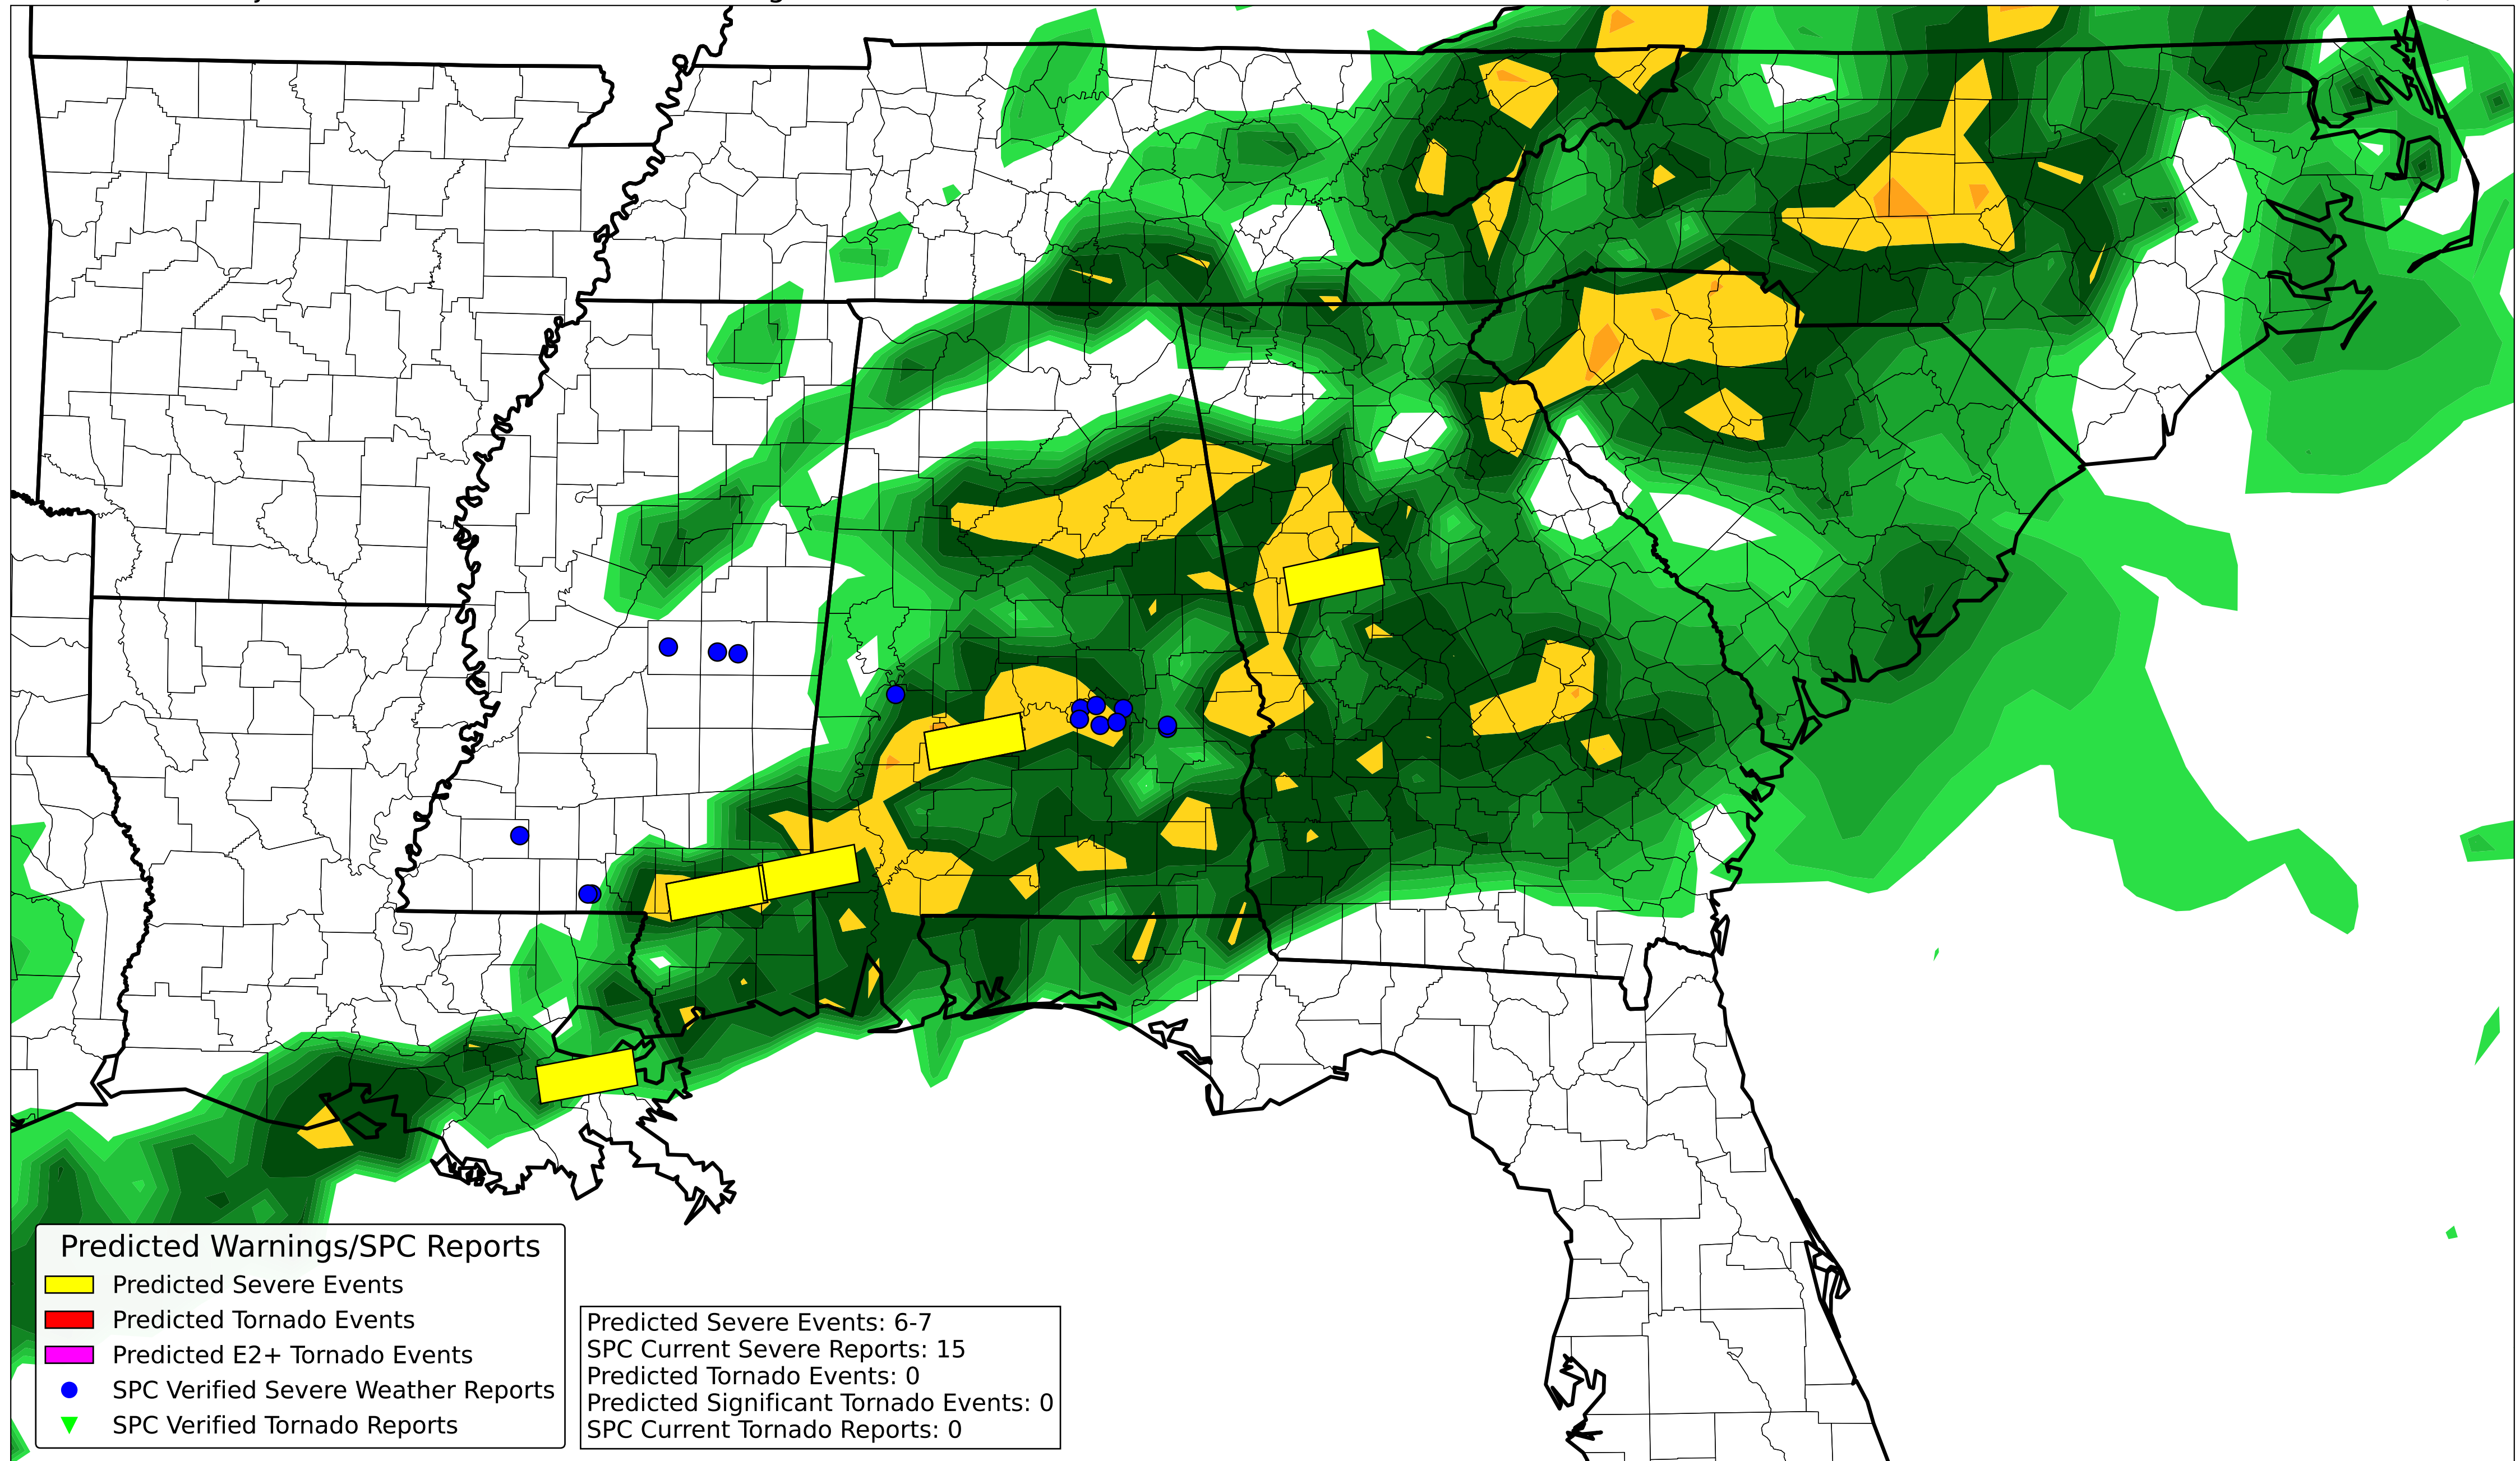 Predicted Warnings/SPC Reports
Predicted Severe Events
Predicted Tornado Events
Predicted E2+ Tornado Events
SPC Verified Severe Weather Reports
SPC Verified Tornado Reports
Predicted Severe Events: 6-7
SPC Current Severe Reports: 15
Predicted Tornado Events: 0
Predicted Significant Tornado Events: 0
SPC Current Tornado Reports: 0